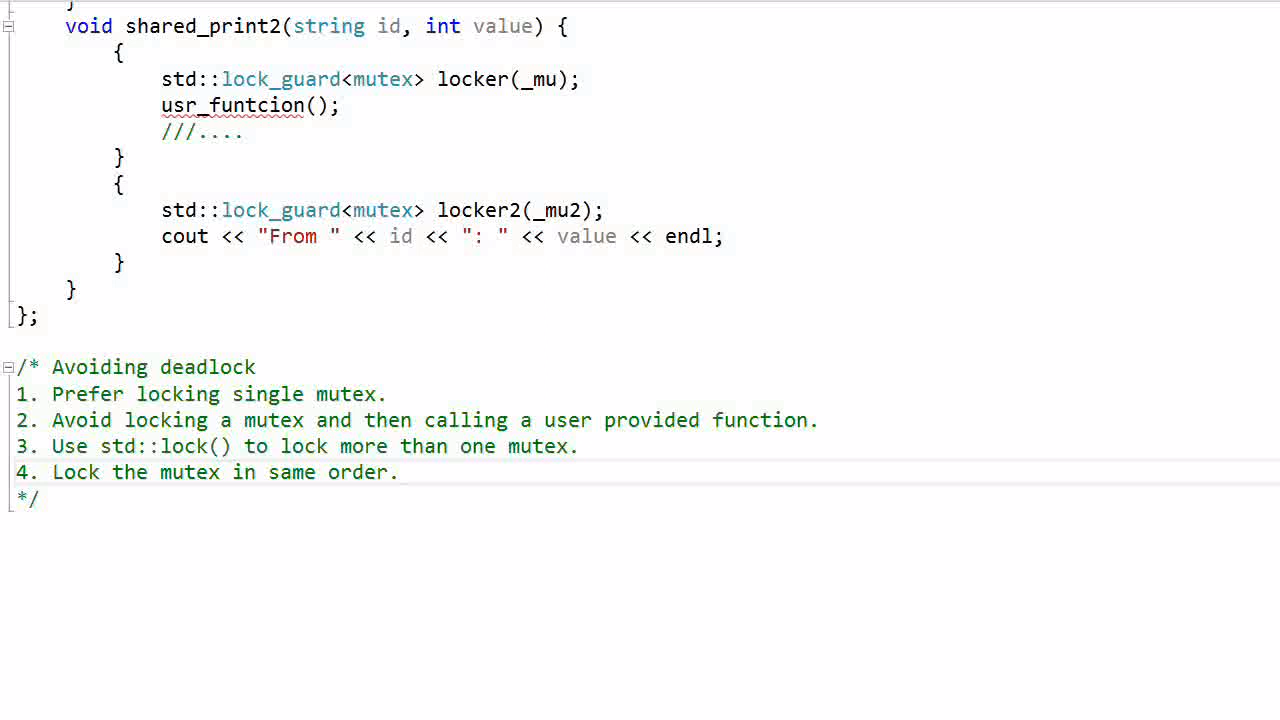 }
void shared_print2(string id, int value) {
{
std::lock_guard<mutex> locker(_mu);
usr_funtcion();
///....
}
{
std::lock_guard<mutex> locker2(_mu2);
cout << "From " << id << ": " << value << endl;
}
}
};
/* Avoiding deadlock
1. Prefer locking single mutex.
2. Avoid locking a mutex and then calling a user provided function.
3. Use std::lock() to lock more than one mutex.
4. Lock the mutex in same order.
*/